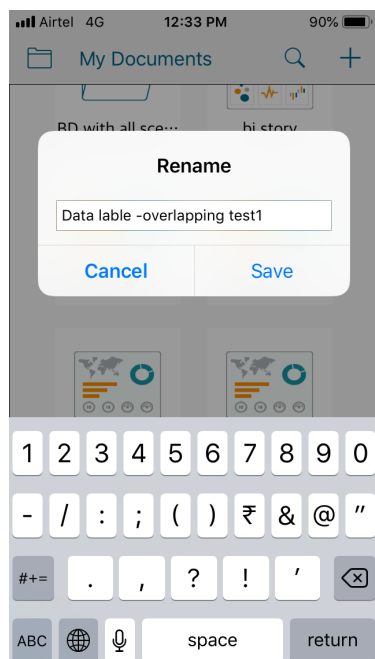 Airtel 4G 12:33 PM 90%
My Documents
BD with all sce··· bi story
Rename
Data lable -overlapping test1
Cancel Save
1 2 3 4 5 6 7 8 9 0
- / : ; ( ) ₹ & @ "
#+= . , ? ! '
ABC space return